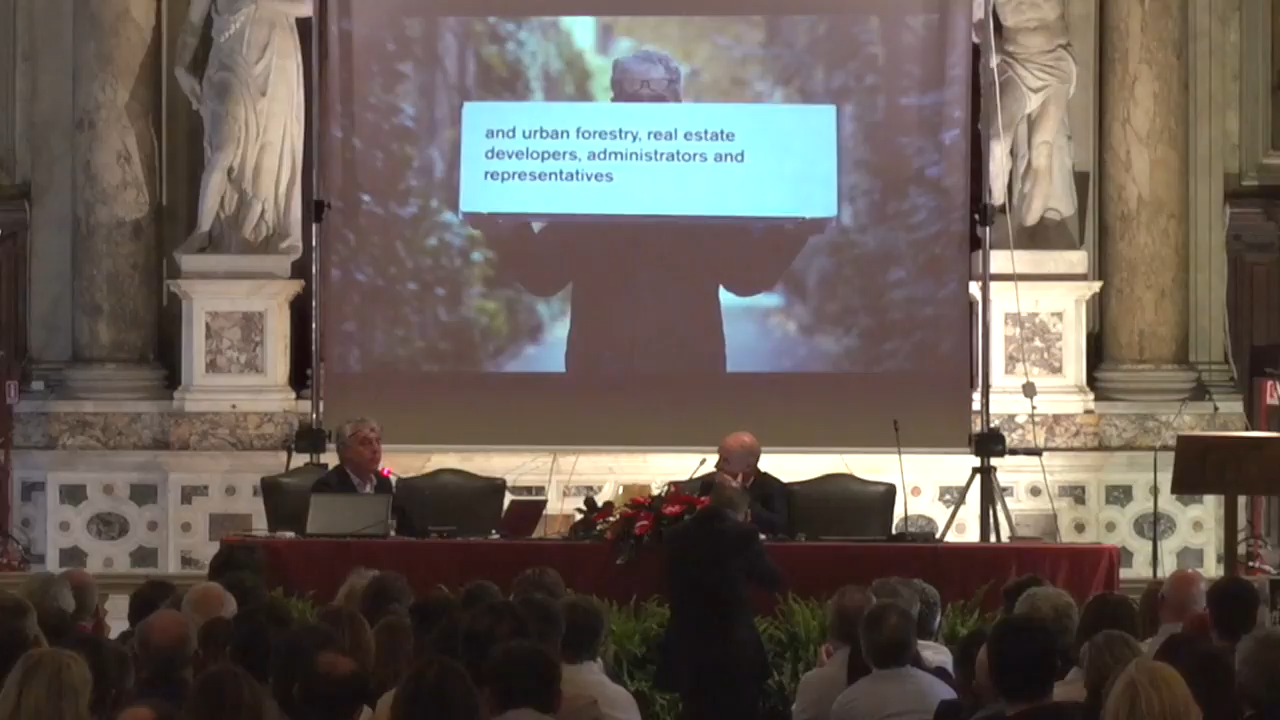 and urban forestry, real estate
developers, administrators and
representatives